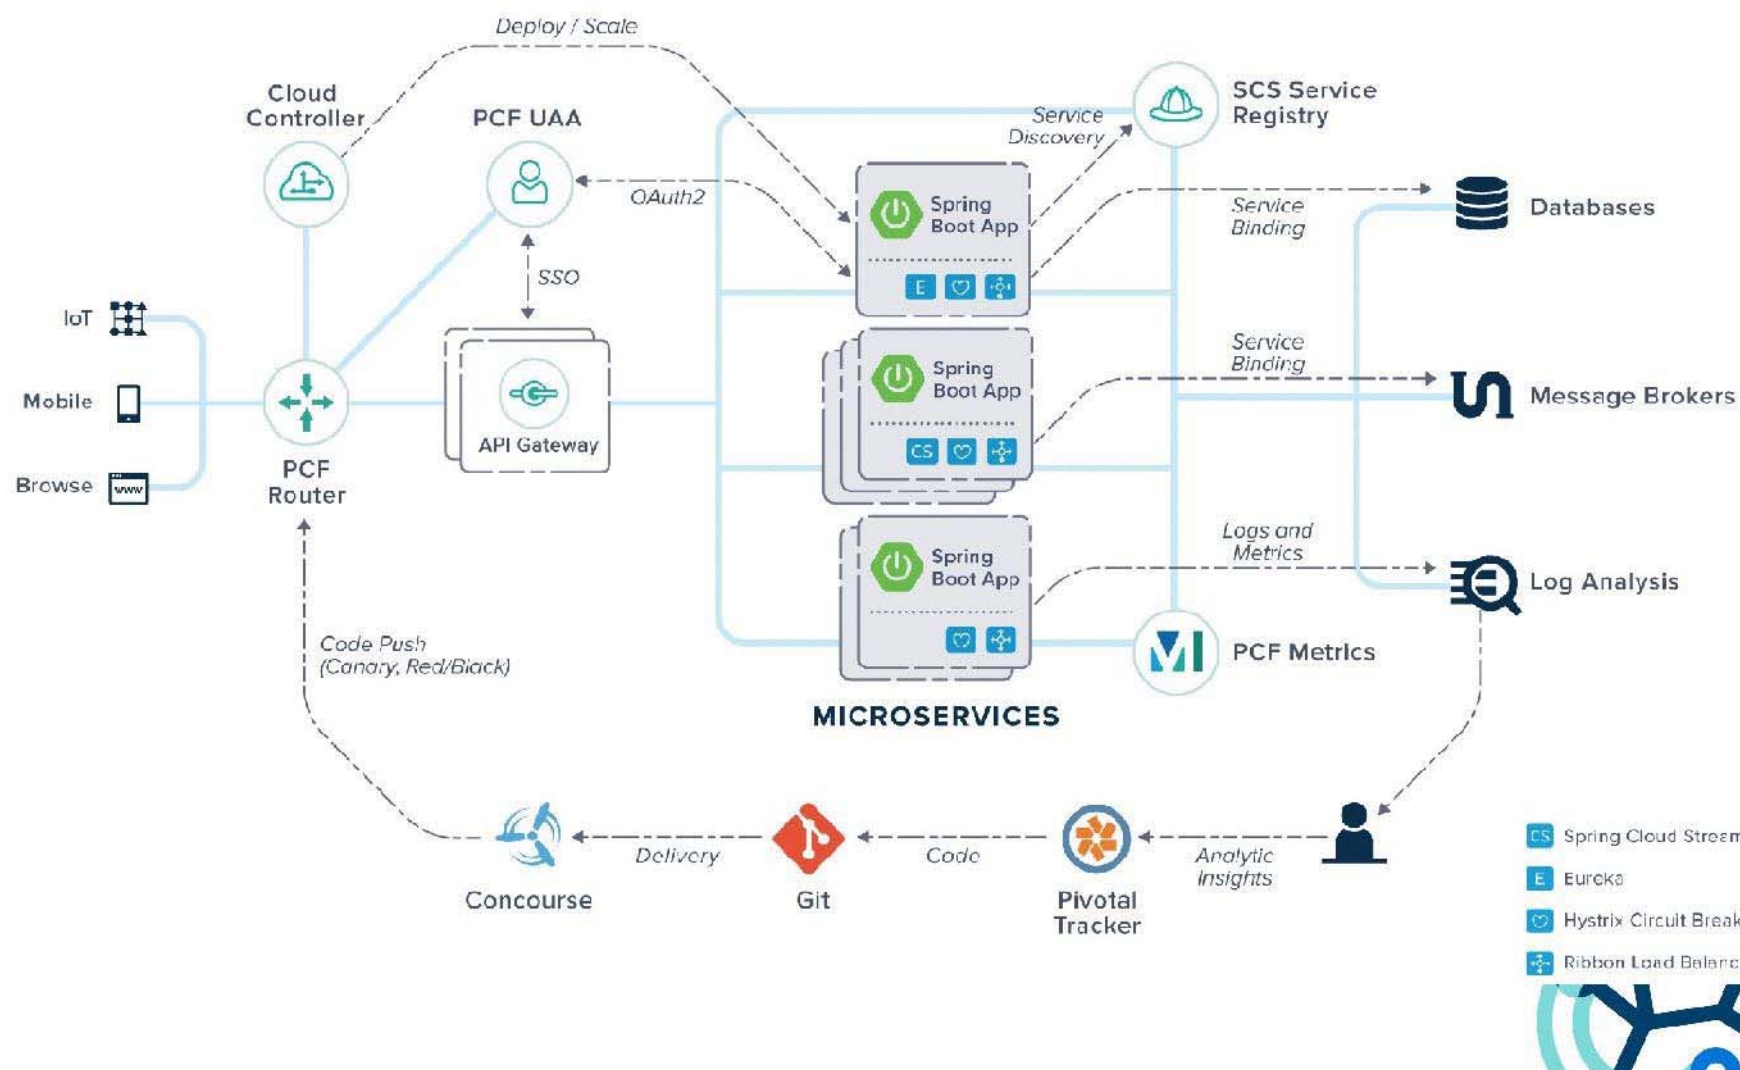 Deploy / Scale
Cloud
Controller
PCF UAA
SCS Service
Registry
Service
Discovery
OAuth2
Spring
Boot App
E
Service
Binding
Databases
SSO
IoT
Mobile
Browse
www
PCF
Router
API Gateway
Spring
Boot App
CS
Service
Binding
Message Brokers
Spring
Boot App
Logs and
Metrics
Log Analysis
PCF Metrics
MICROSERVICES
Code Push
(Canary, Red/Black)
Concourse
Delivery
Git
Code
Pivotal
Tracker
Analytic
Insights
CS Spring Cloud Stream
E Eureka
Hystrix Circuit Break
Ribbon Load Balanc